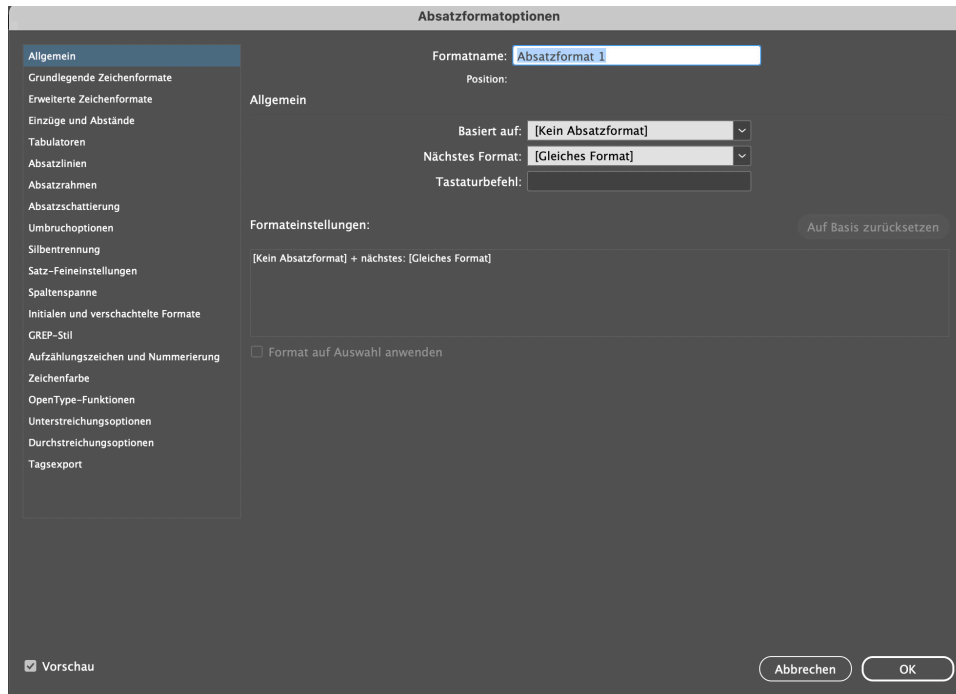 Absatzformatoptionen
Allgemein
Grundlegende Zeichenformate
Erweiterte Zeichenformate
Einzüge und Abstände
Tabulatoren
Absatzlinien
Absatzrahmen
Absatzschattierung
Umbruchoptionen
Silbentrennung
Satz-Feineinstellungen
Spaltenspanne
Initialen und verschachtelte Formate
GREP-Stil
Aufzählungszeichen und Nummerierung
Zeichenfarbe
OpenType-Funktionen
Unterstreichungsoptionen
Durchstreichungsoptionen
Tagsexport
Formatname: Absatzformat 1
Position:
Allgemein
Basiert auf: [Kein Absatzformat]
Nächstes Format: [Gleiches Format]
Tastaturbefehl:
Formateinstellungen: Auf Basis zurücksetzen
[Kein Absatzformat] + nächstes: [Gleiches Format]
Format auf Auswahl anwenden
Vorschau Abbrechen OK